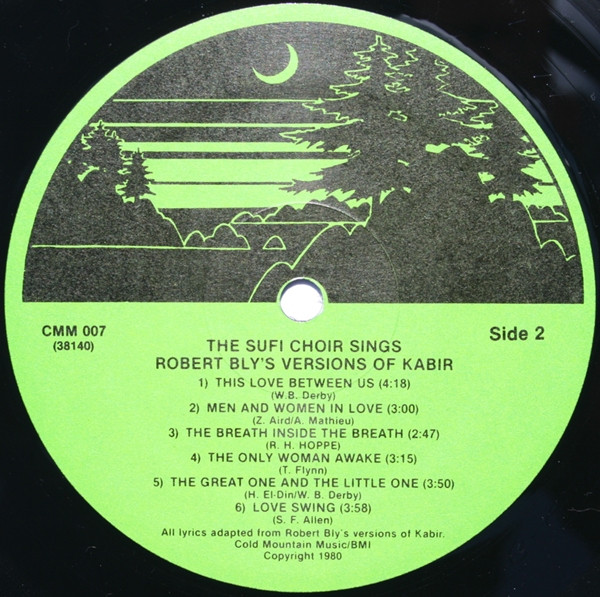 CMM 007
(38140)
Side 2
THE SUFI CHOIR SINGS
ROBERT BLY'S VERSIONS OF KABIR
1) THIS LOVE BETWEEN US (4:18)
(W.B. Derby)
2) MEN AND WOMEN IN LOVE (3:00)
(Z. Aird/A. Mathieu)
3) THE BREATH INSIDE THE BREATH (2:47)
(R. H. HOPPE)
4) THE ONLY WOMAN AWAKE (3:15)
(T. Flynn)
5) THE GREAT ONE AND THE LITTLE ONE (3:50)
(H. El-Din/W. B. Derby)
6) LOVE SWING (3:58)
(S. F. Allen)
All lyrics adapted from Robert Bly's versions of Kabir.
Cold Mountain Music/BMI
Copyright 1980